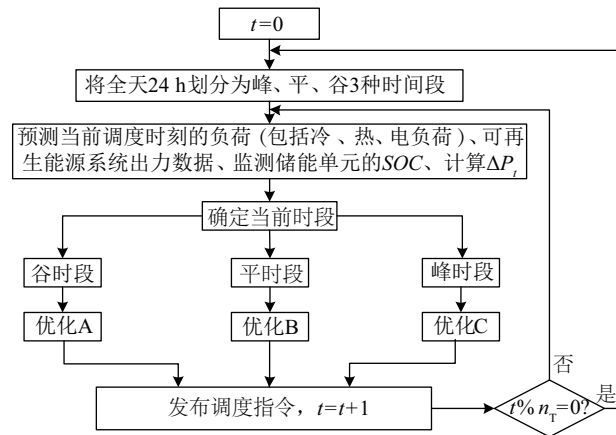 t=0
将全天24 h划分为峰、平、谷3种时间段
预测当前调度时刻的负荷 (包括冷、热、电负荷)、可再
生能源系统出力数据、监测储能单元的SOC、计算ΔPₜ
确定当前时段
谷时段
平时段
峰时段
优化A
优化B
优化C
否
发布调度指令，t=t+1
t% n_T=0?
是